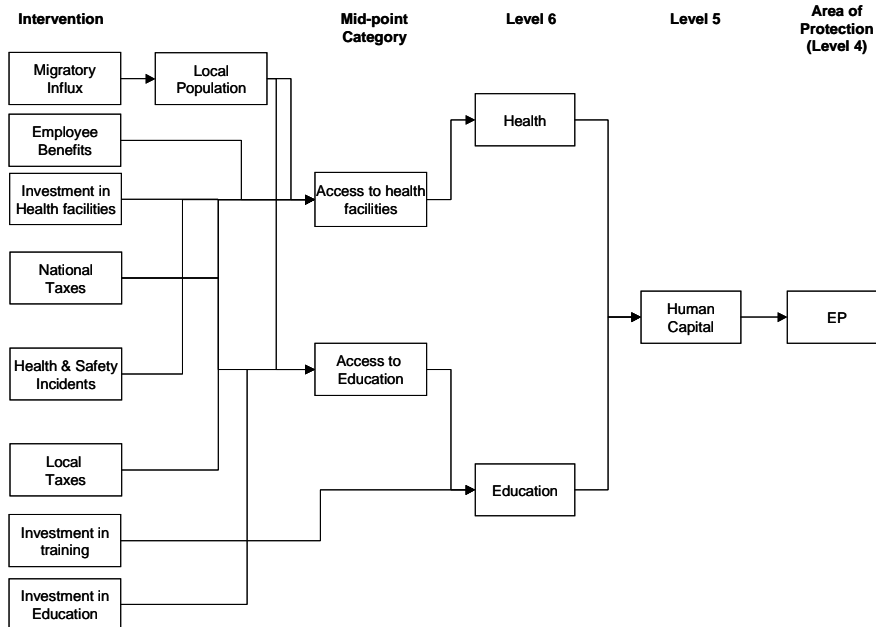 Intervention
Mid-point
Category
Level 6
Level 5
Area of
Protection
(Level 4)
Migratory
Influx
Local
Population
Employee
Benefits
Health
Investment in
Health facilities
Access to health
facilities
National
Taxes
Human
Capital
EP
Health & Safety
Incidents
Access to
Education
Local
Taxes
Education
Investment in
training
Investment in
Education